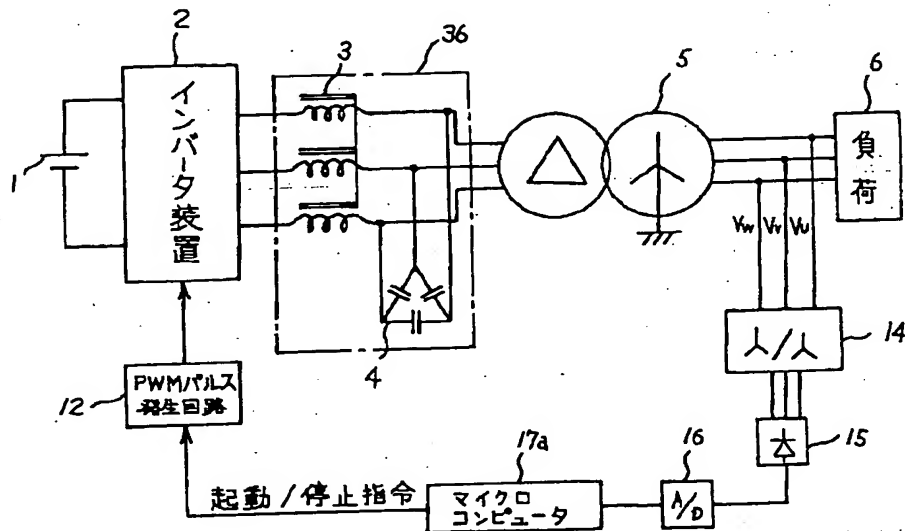 2
3
36
5
6
インバータ装置
1
負荷
Vw
Vv
Vu
14
4
12
PWMパルス
発生回路
17a
16
15
起動/停止指令
マイクロ
コンピュータ
A/D